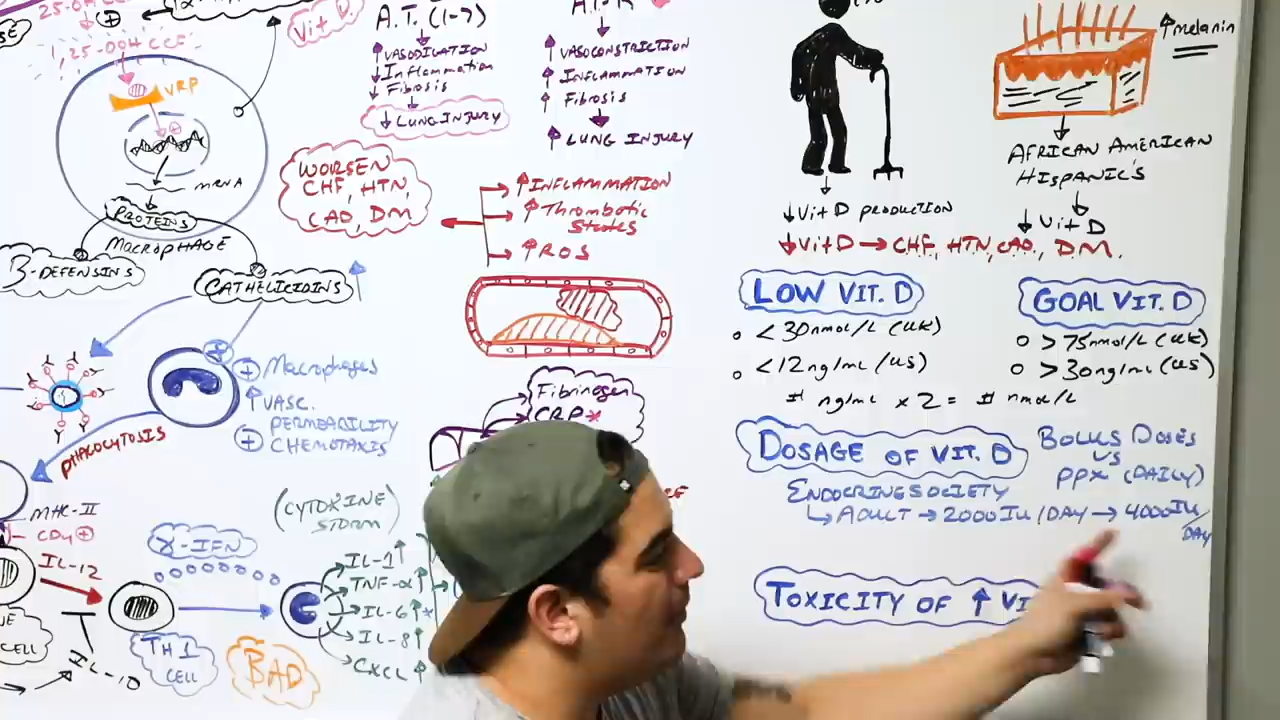 25-OH
1,25-OH CCF
Vit D
VRP
mRNA
PROTEINS
MACROPHAGE
CATHELICIDINS
PHAGOCYTOSIS
⊕ Macrophages
↑ VASC.
PERMEABILITY
⊕ CHEMOTAXIS
MHC-II
CD4 ⊕
IL-12
IL-10
γ-IFN
TH1
CELL
BAD
(CYTOKINE
STORM)
IL-1↑
TNF-α↑
IL-6↑*
IL-8↑
CXCL↑
A.T. (1-7)
↑ VASODILATION
↓ Inflammation
↓ Fibrosis
↓ LUNG INJURY
↑ VASOCONSTRICTION
↑ INFLAMMATION
↑ Fibrosis
↑ LUNG INJURY
WORSEN
CHF, HTN,
CAD, DM
↑ INFLAMMATION
↑ Thrombotic
States
↑ ROS
Fibrinogen
CRP*
↓ Vit D PRODUCTION
↓ Vit D → CHF, HTN, CAD, DM.
↑ melanin
AFRICAN AMERICAN
HISPANIC'S
↓ Vit D
LOW VIT. D
< 30 nmol/L (UK)
< 12 ng/mL (US)
GOAL VIT. D
> 75 nmol/L (UK)
> 30 ng/mL (US)
# ng/mL x 2 = # nmol/L
DOSAGE OF VIT. D
BOLUS DOSES
VS
PPX (DAILY)
ENDOCRINE SOCIETY
↳ ADULT → 2000 IU/DAY → 4000 IU/
DAY
TOXICITY OF ↑ VI